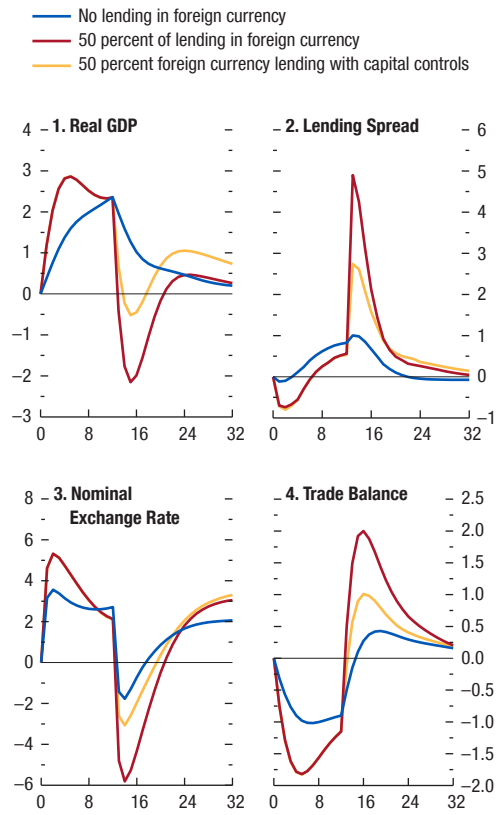 No lending in foreign currency
50 percent of lending in foreign currency
50 percent foreign currency lending with capital controls
1. Real GDP
4
3
2
1
0
–1
–2
–3
0 8 16 24 32
2. Lending Spread
6
5
4
3
2
1
0
–1
0 8 16 24 32
3. Nominal
Exchange Rate
8
6
4
2
0
–2
–4
–6
0 8 16 24 32
4. Trade Balance
2.5
2.0
1.5
1.0
0.5
0.0
–0.5
–1.0
–1.5
–2.0
0 8 16 24 32